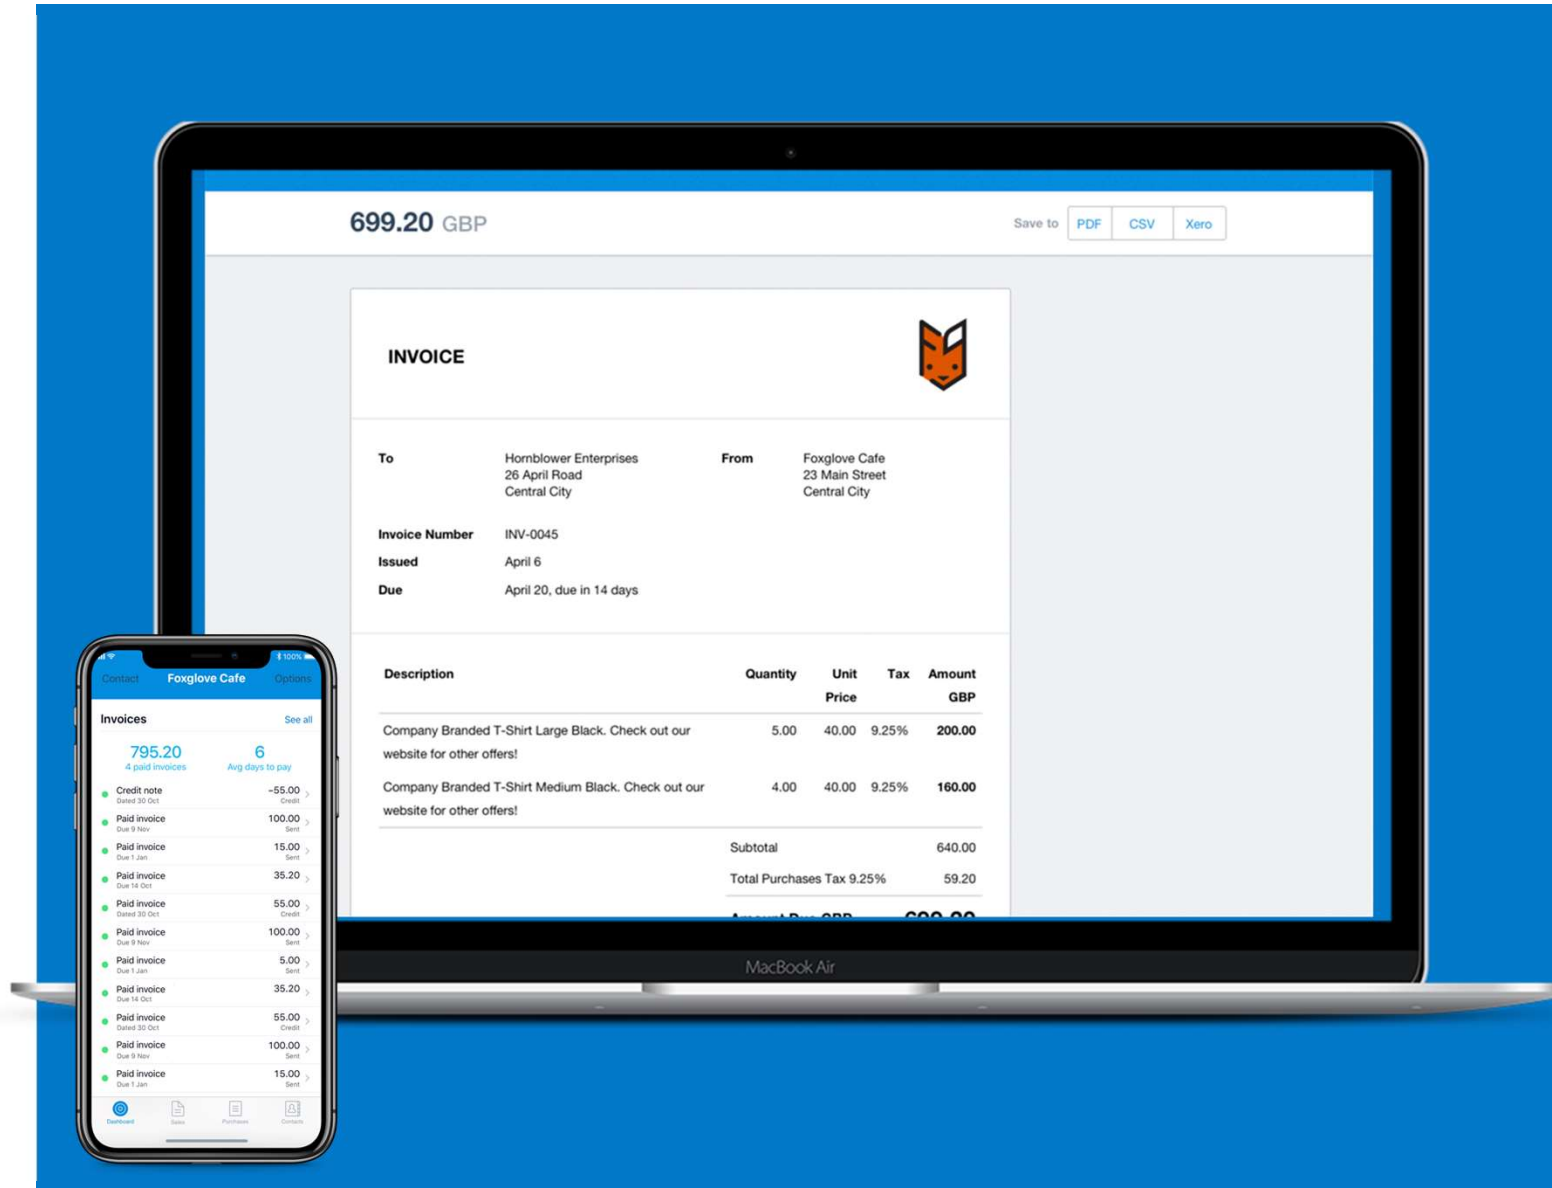 699.20 GBP
Save to PDF CSV Xero
INVOICE
To Hornblower Enterprises From Foxglove Cafe
26 April Road 23 Main Street
Central City Central City
Invoice Number INV-0045
Issued April 6
Due April 20, due in 14 days
Description Quantity Unit Tax Amount
Price GBP
Company Branded T-Shirt Large Black. Check out our 5.00 40.00 9.25% 200.00
website for other offers!
Company Branded T-Shirt Medium Black. Check out our 4.00 40.00 9.25% 160.00
website for other offers!
Subtotal 640.00
Total Purchases Tax 9.25% 59.20
Amount Due GBP 699.20
MacBook Air
100%
Contact Foxglove Cafe Options
Invoices See all
795.20 6
4 paid invoices Avg days to pay
Credit note -55.00
Dated 30 Oct Credit
Paid invoice 100.00
Due 9 Nov Sent
Paid invoice 15.00
Due 1 Jan Sent
Paid invoice 35.20
Due 14 Oct
Paid invoice 55.00
Dated 30 Oct Credit
Paid invoice 100.00
Due 9 Nov Sent
Paid invoice 5.00
Due 1 Jan Sent
Paid invoice 35.20
Due 14 Oct
Paid invoice 55.00
Dated 30 Oct Credit
Paid invoice 100.00
Due 9 Nov Sent
Paid invoice 15.00
Due 1 Jan Sent
Dashboard Sales Purchases Contacts